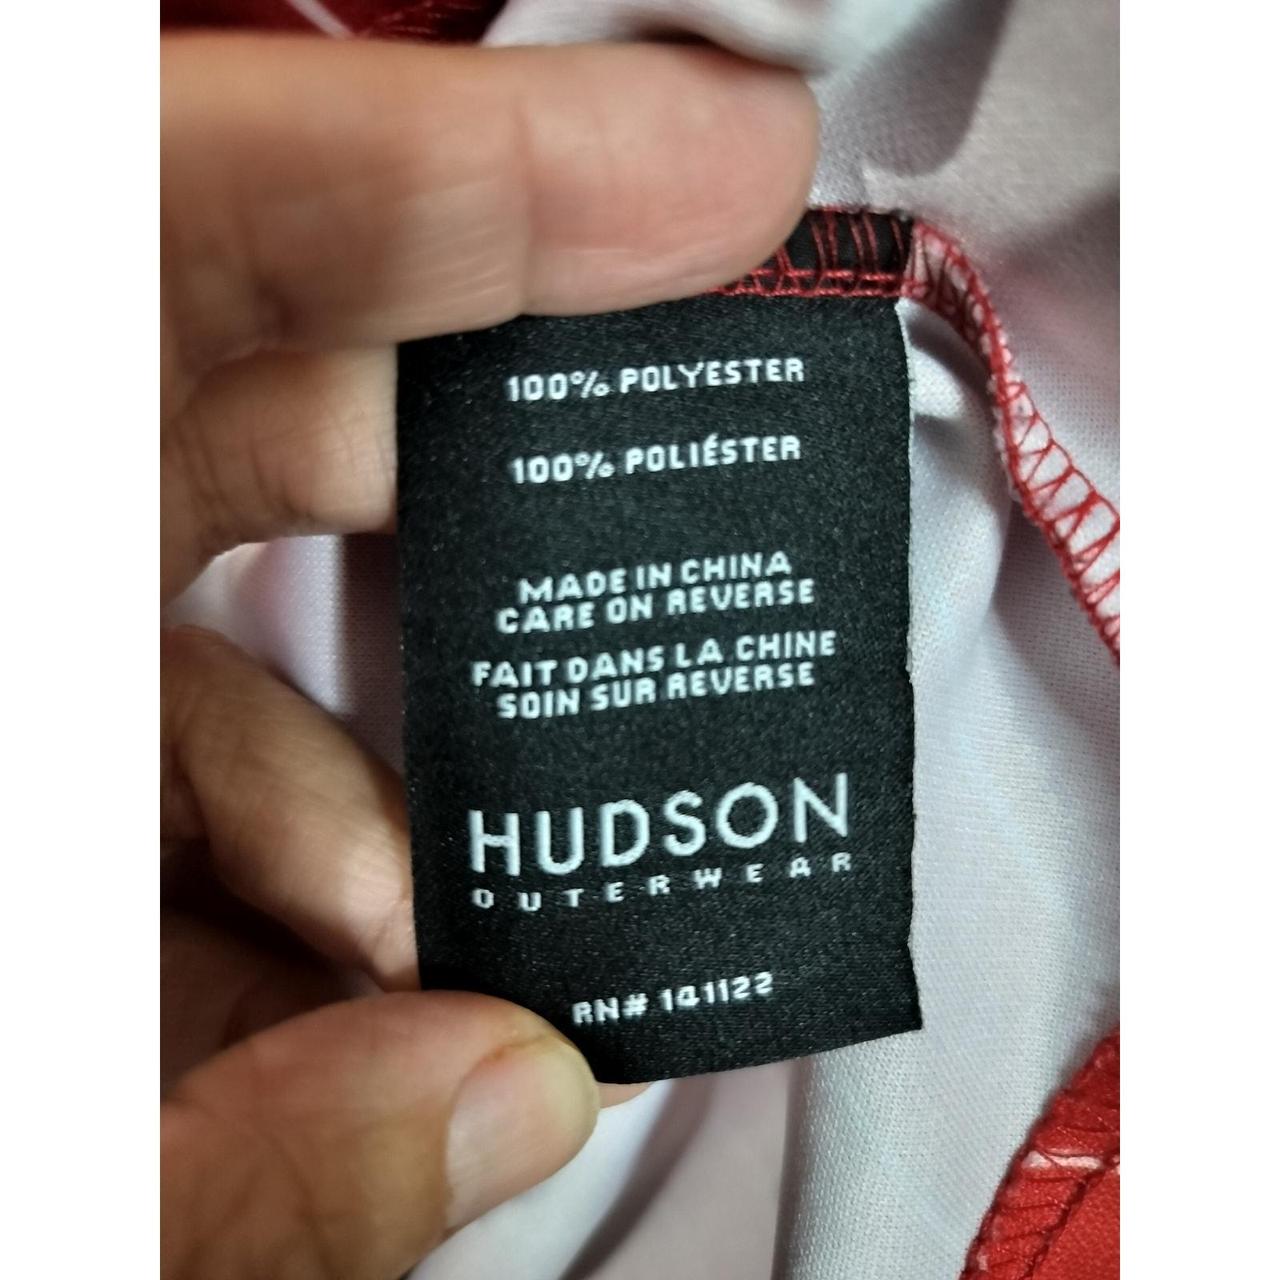 100% POLYESTER
100% POLIÉSTER
MADE IN CHINA
CARE ON REVERSE
FAIT DANS LA CHINE
SOIN SUR REVERSE
HUDSON
OUTERWEAR
RN# 141122